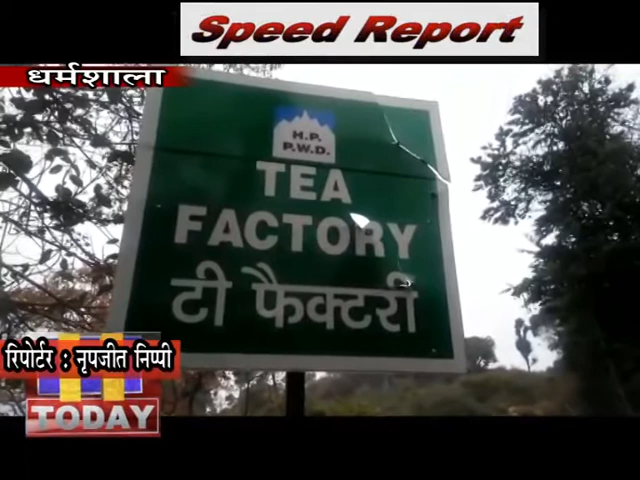 Speed Report
धर्मशाला
H.P.
P.W.D.
TEA
FACTORY
टी फैक्टरी
रिपोर्टर : नृपजीत निप्पी
TODAY